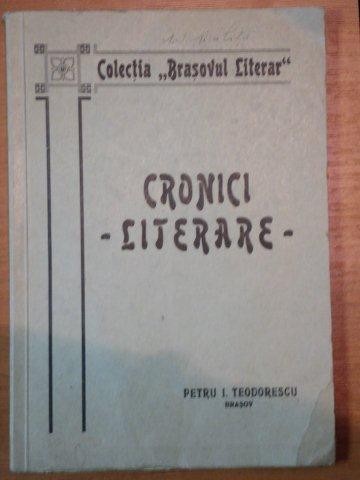 Colecția „Brașovul Literar“
CRONICI
- LITERARE -
PETRU I. TEODORESCU
BRAȘOV